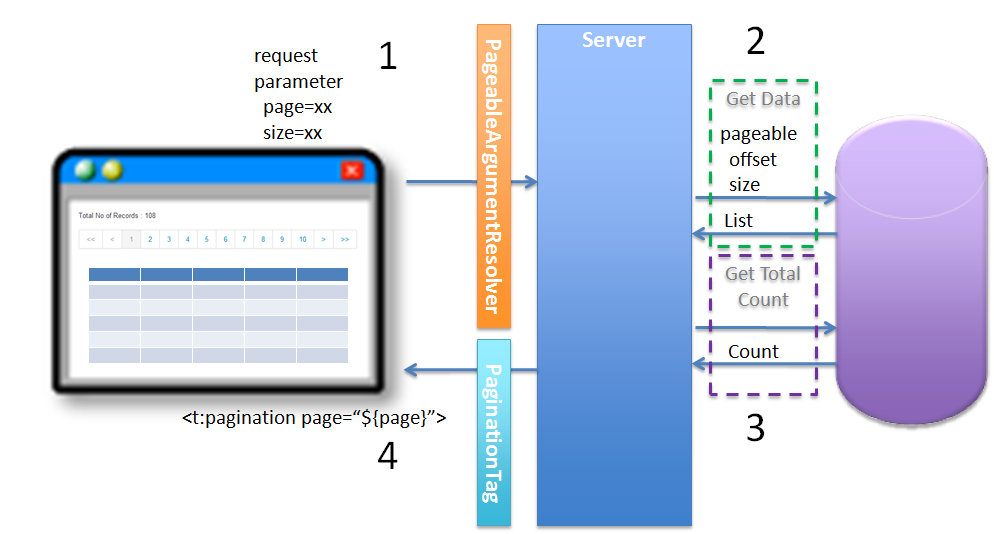 1
request
parameter
page=xx
size=xx
PageableArgumentResolver
Server
2
Get Data
pageable
offset
size
List
Get Total
Count
Count
3
Total No of Records : 108
<< < 1 2 3 4 5 6 7 8 9 10 > >>
<t:pagination page=“${page}”>
4
PaginationTag